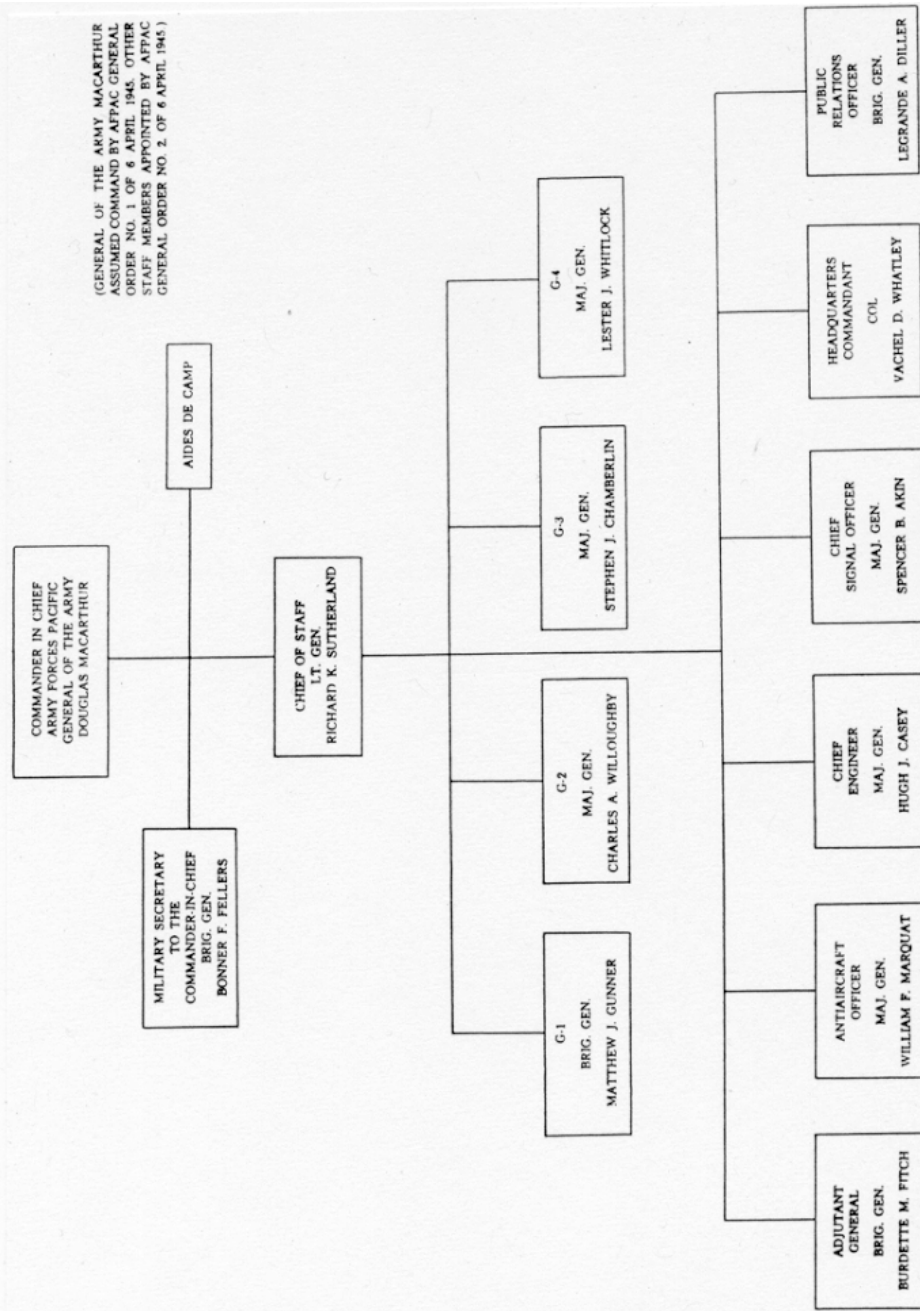 COMMANDER IN CHIEF
ARMY FORCES PACIFIC
GENERAL OF THE ARMY
DOUGLAS MACARTHUR
(GENERAL OF THE ARMY MACARTHUR
ASSUMED COMMAND BY AFPAC GENERAL
ORDER NO. 1 OF 6 APRIL 1945. OTHER
STAFF MEMBERS APPOINTED BY AFPAC
GENERAL ORDER NO. 2. OF 6 APRIL 1945)
MILITARY SECRETARY
TO THE
COMMANDER-IN-CHIEF
BRIG. GEN.
BONNER F. FELLERS
AIDES DE CAMP
CHIEF OF STAFF
LT. GEN.
RICHARD K. SUTHERLAND
G-1
BRIG. GEN.
MATTHEW J. GUNNER
G-2
MAJ. GEN.
CHARLES A. WILLOUGHBY
G-3
MAJ. GEN.
STEPHEN J. CHAMBERLIN
G-4
MAJ. GEN.
LESTER J. WHITLOCK
ADJUTANT
GENERAL
BRIG. GEN.
BURDETTE M. FITCH
ANTIAIRCRAFT
OFFICER
MAJ. GEN.
WILLIAM F. MARQUAT
CHIEF
ENGINEER
MAJ. GEN.
HUGH J. CASEY
CHIEF
SIGNAL OFFICER
MAJ. GEN.
SPENCER B. AKIN
HEADQUARTERS
COMMANDANT
COL
VACHEL D. WHATLEY
PUBLIC
RELATIONS
OFFICER
BRIG. GEN.
LEGRANDE A. DILLER